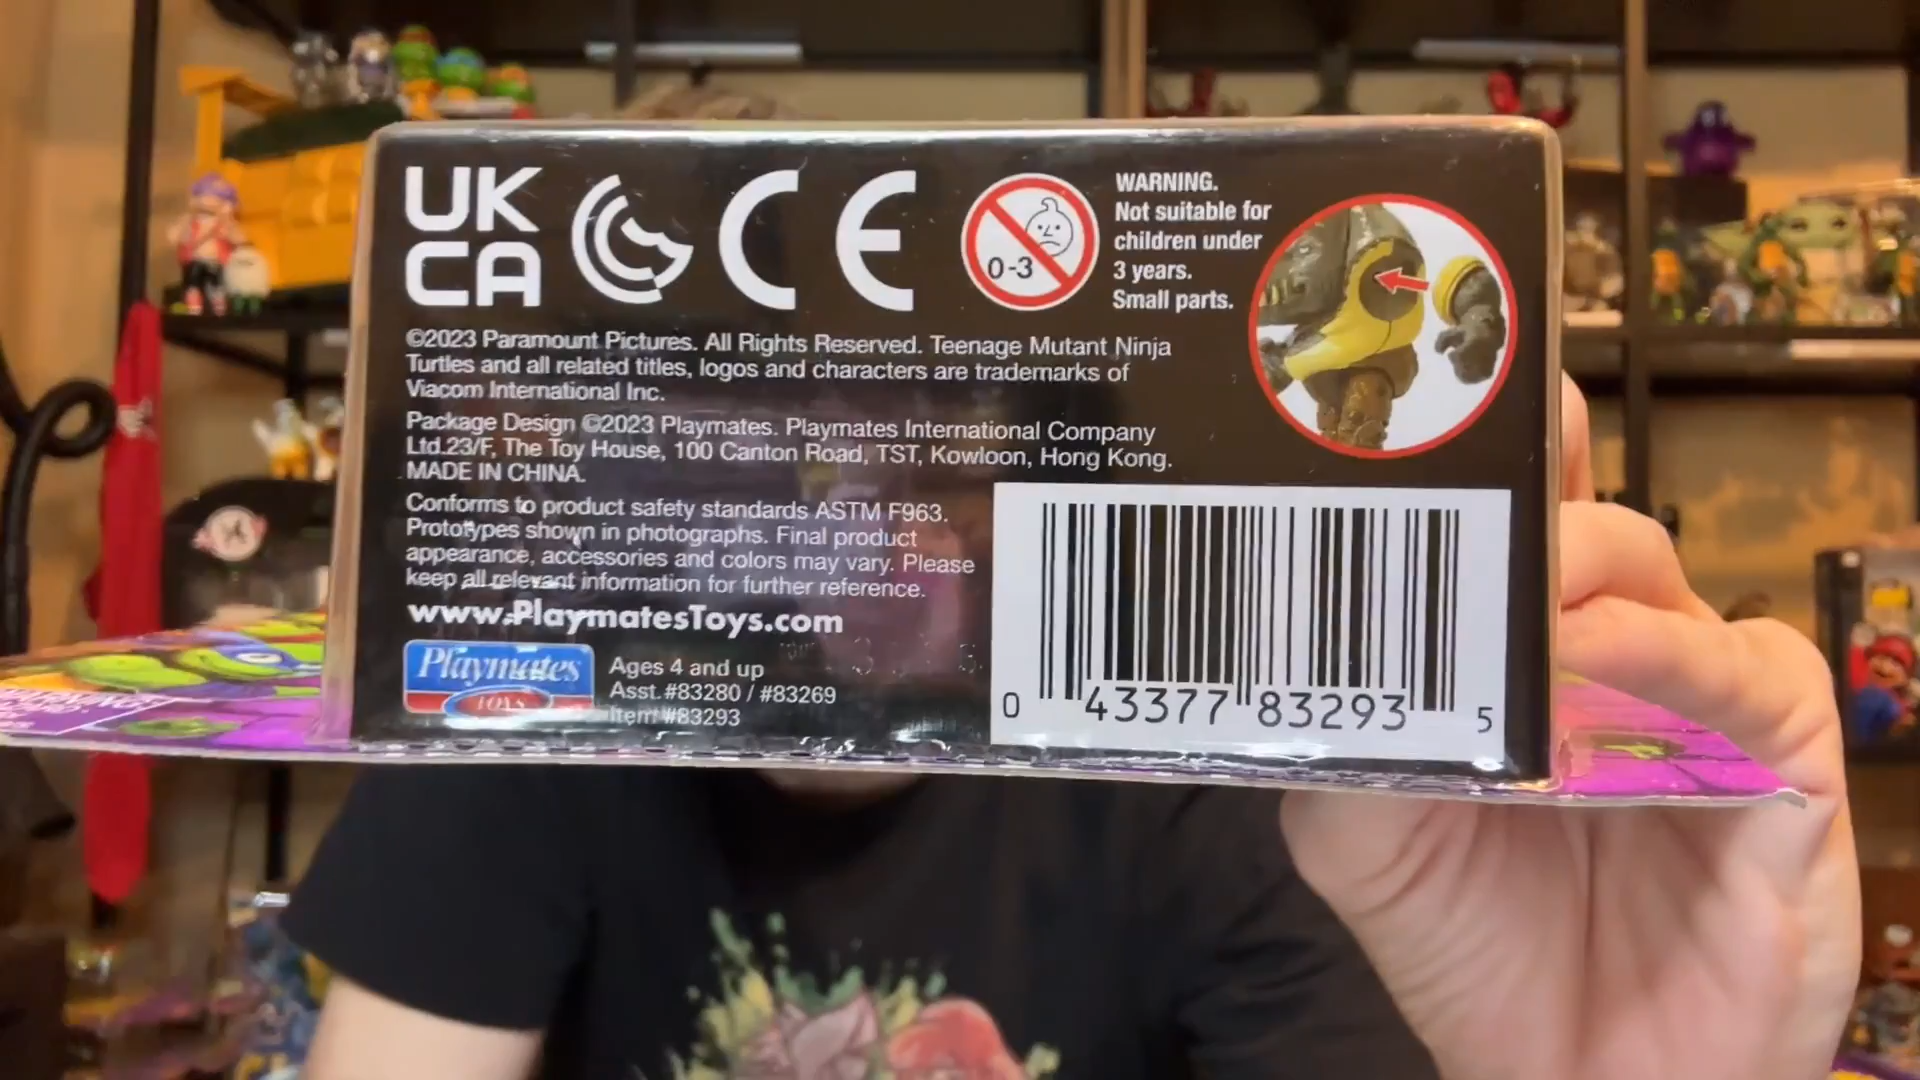 UK
CA
CE
0-3
WARNING.
Not suitable for
children under
3 years.
Small parts.
©2023 Paramount Pictures. All Rights Reserved. Teenage Mutant Ninja
Turtles and all related titles, logos and characters are trademarks of
Viacom International Inc.
Package Design ©2023 Playmates. Playmates International Company
Ltd.23/F, The Toy House, 100 Canton Road, TST, Kowloon, Hong Kong.
MADE IN CHINA.
Conforms to product safety standards ASTM F963.
Prototypes shown in photographs. Final product
appearance, accessories and colors may vary. Please
keep all relevant information for further reference.
www.PlaymatesToys.com
Playmates
TOYS
Ages 4 and up
Asst.#83280 / #83269
Item #83293
0 43377 83293 5